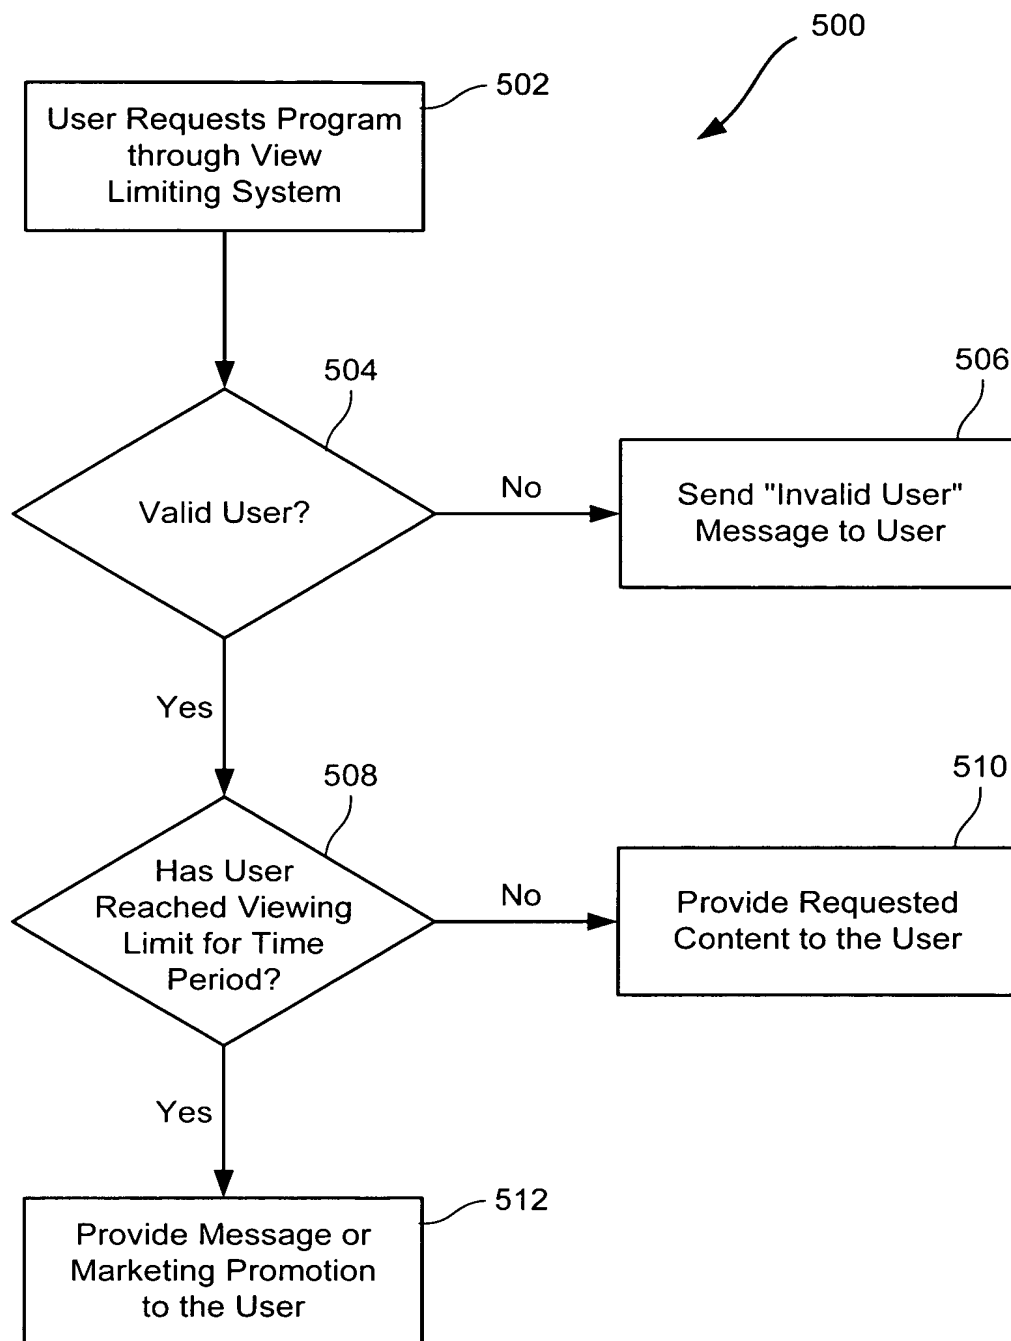 500
502
User Requests Program
through View
Limiting System
504
Valid User?
No
506
Send "Invalid User"
Message to User
Yes
508
Has User
Reached Viewing
Limit for Time
Period?
No
510
Provide Requested
Content to the User
Yes
512
Provide Message or
Marketing Promotion
to the User